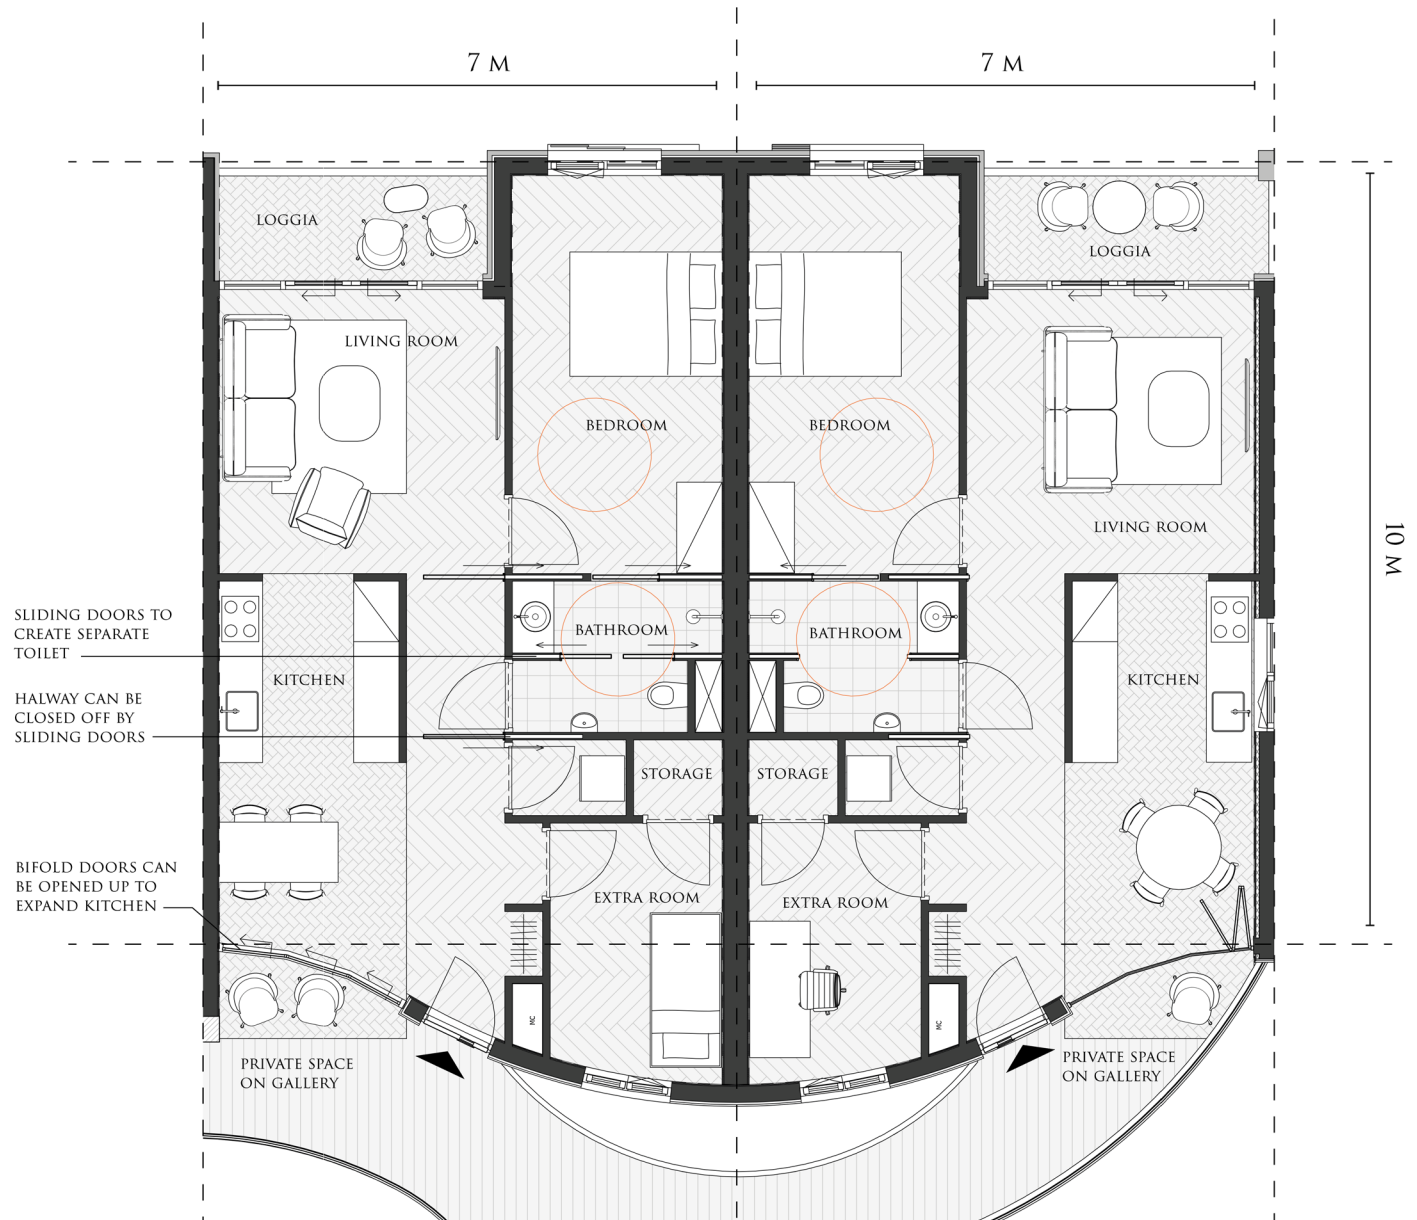 7 M
7 M
LOGGIA
LOGGIA
LIVING ROOM
BEDROOM
BEDROOM
LIVING ROOM
10 M
SLIDING DOORS TO
CREATE SEPARATE
TOILET
BATHROOM
BATHROOM
KITCHEN
KITCHEN
HALWAY CAN BE
CLOSED OFF BY
SLIDING DOORS
STORAGE
STORAGE
BIFOLD DOORS CAN
BE OPENED UP TO
EXPAND KITCHEN
EXTRA ROOM
EXTRA ROOM
MC
MC
PRIVATE SPACE
ON GALLERY
PRIVATE SPACE
ON GALLERY